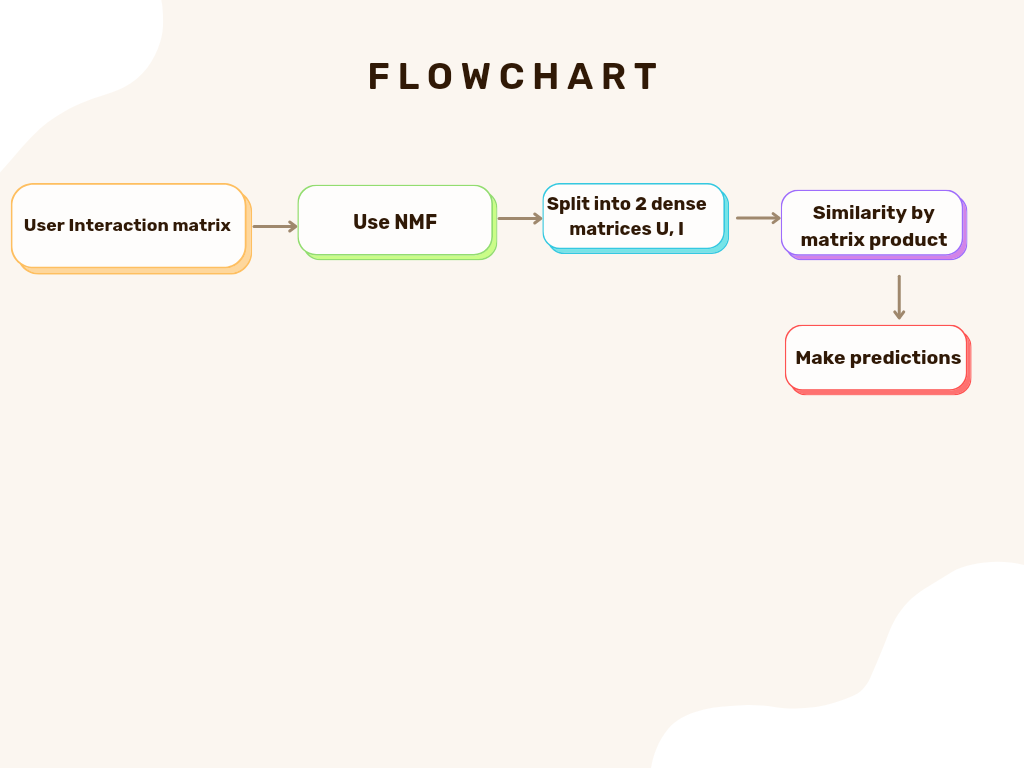 FLOWCHART
User Interaction matrix
Use NMF
Split into 2 dense
matrices U, I
Similarity by
matrix product
Make predictions